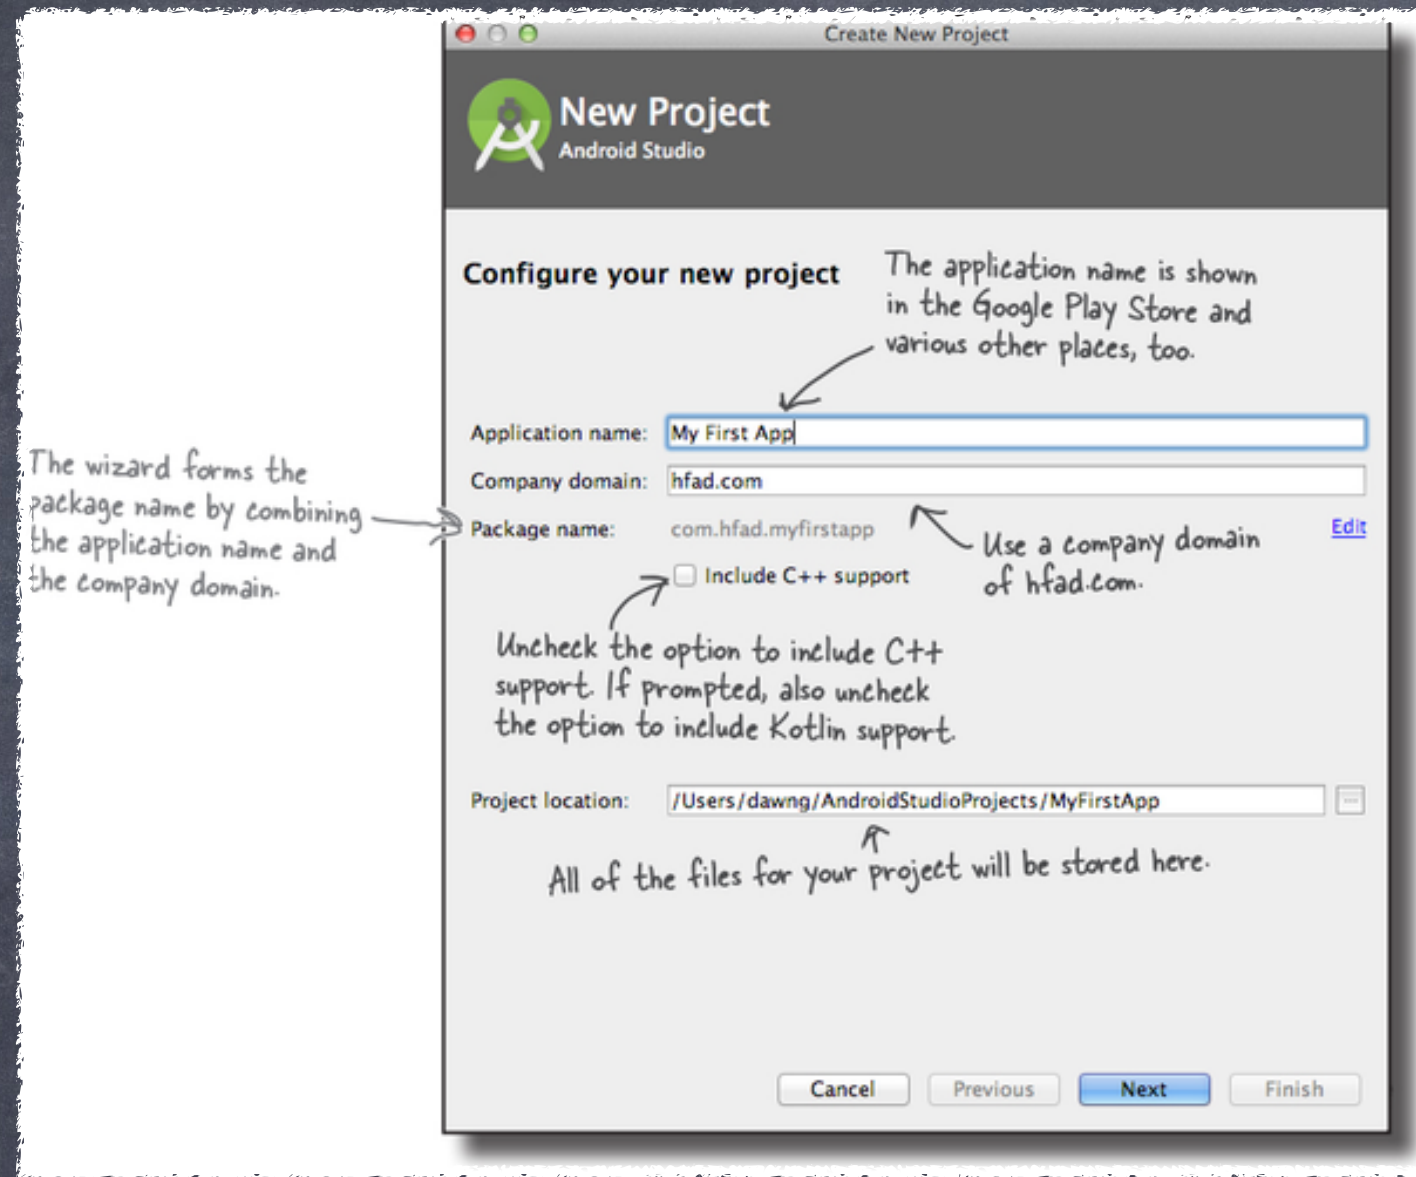 Create New Project
New Project
Android Studio
Configure your new project
The application name is shown
in the Google Play Store and
various other places, too.
Application name: My First App
Company domain: hfad.com
The wizard forms the
package name by combining
the application name and
the company domain.
Package name: com.hfad.myfirstapp
Edit
Use a company domain
of hfad.com.
Include C++ support
Uncheck the option to include C++
support. If prompted, also uncheck
the option to include Kotlin support.
Project location: /Users/dawng/AndroidStudioProjects/MyFirstApp
...
All of the files for your project will be stored here.
Cancel Previous Next Finish